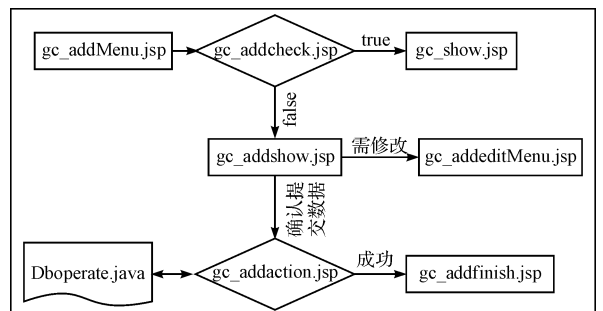 gc_addMenu.jsp
gc_addcheck.jsp
true
gc_show.jsp
false
gc_addshow.jsp
需修改
gc_addeditMenu.jsp
确认提
交数据
Dboperate.java
gc_addaction.jsp
成功
gc_addfinish.jsp